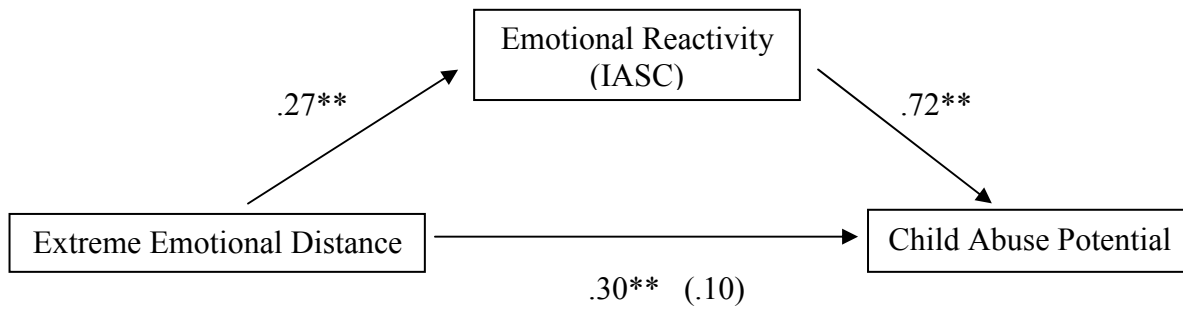 Emotional Reactivity
(IASC)
.27**
.72**
Extreme Emotional Distance
Child Abuse Potential
.30** (.10)